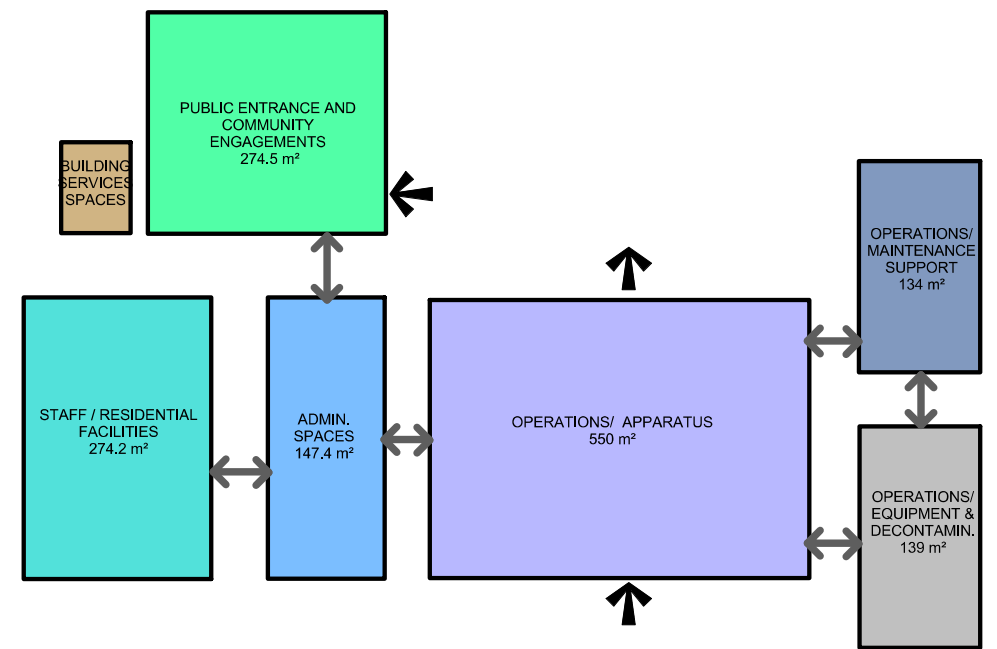 PUBLIC ENTRANCE AND
COMMUNITY
ENGAGEMENTS
274.5 m²
BUILDING
SERVICES
SPACES
OPERATIONS/
MAINTENANCE
SUPPORT
134 m²
STAFF / RESIDENTIAL
FACILITIES
274.2 m²
ADMIN.
SPACES
147.4 m²
OPERATIONS/ APPARATUS
550 m²
OPERATIONS/
EQUIPMENT &
DECONTAMIN.
139 m²